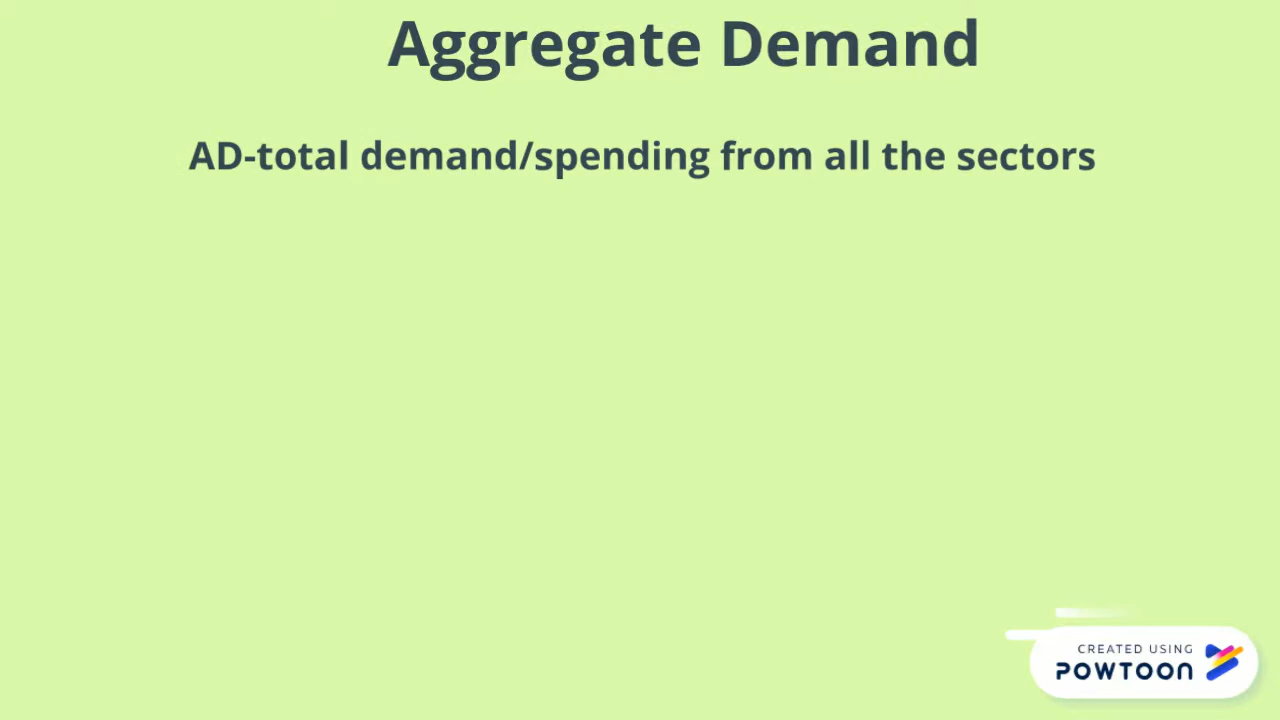 Aggregate Demand
AD-total demand/spending from all the sectors
CREATED USING
POWTOON